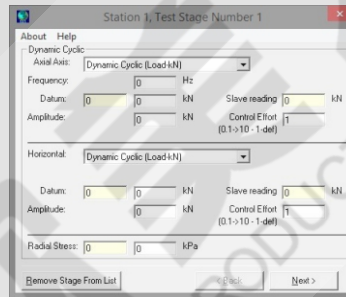 Station 1, Test Stage Number 1
About Help
Dynamic Cyclic
Axial Axis: Dynamic Cyclic (Load-kN)
Frequency: 0 Hz
Datum: 0 0 kN Slave reading 0 kN
Amplitude: 0 kN Control Effort 1
(0.1->10 - 1-def)
Horizontal: Dynamic Cyclic (Load-kN)
Datum: 0 0 kN Slave reading 0 kN
Amplitude: 0 kN Control Effort 1
(0.1->10 - 1-def)
Radial Stress: 0 0 kPa
Remove Stage From List < Back Next >